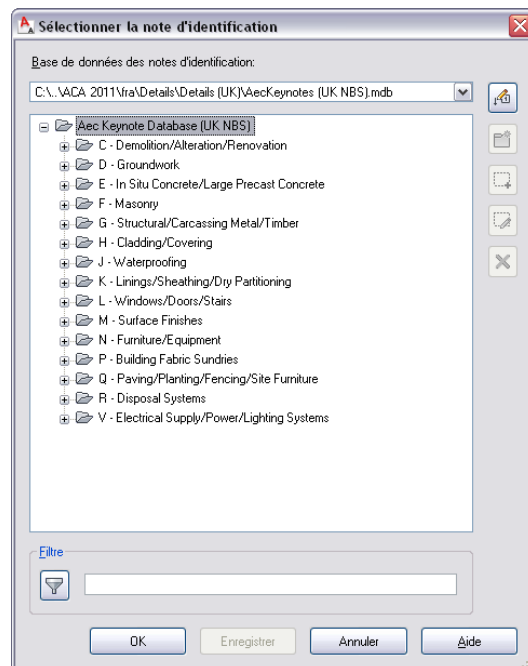 Sélectionner la note d'identification
Base de données des notes d'identification:
C:\..\ACA 2011\fra\Details\Details (UK)\AecKeynotes (UK NBS).mdb
Aec Keynote Database (UK NBS)
C - Demolition/Alteration/Renovation
D - Groundwork
E - In Situ Concrete/Large Precast Concrete
F - Masonry
G - Structural/Carcassing Metal/Timber
H - Cladding/Covering
J - Waterproofing
K - Linings/Sheathing/Dry Partitioning
L - Windows/Doors/Stairs
M - Surface Finishes
N - Furniture/Equipment
P - Building Fabric Sundries
Q - Paving/Planting/Fencing/Site Furniture
R - Disposal Systems
V - Electrical Supply/Power/Lighting Systems
Filtre
OK Enregistrer Annuler Aide